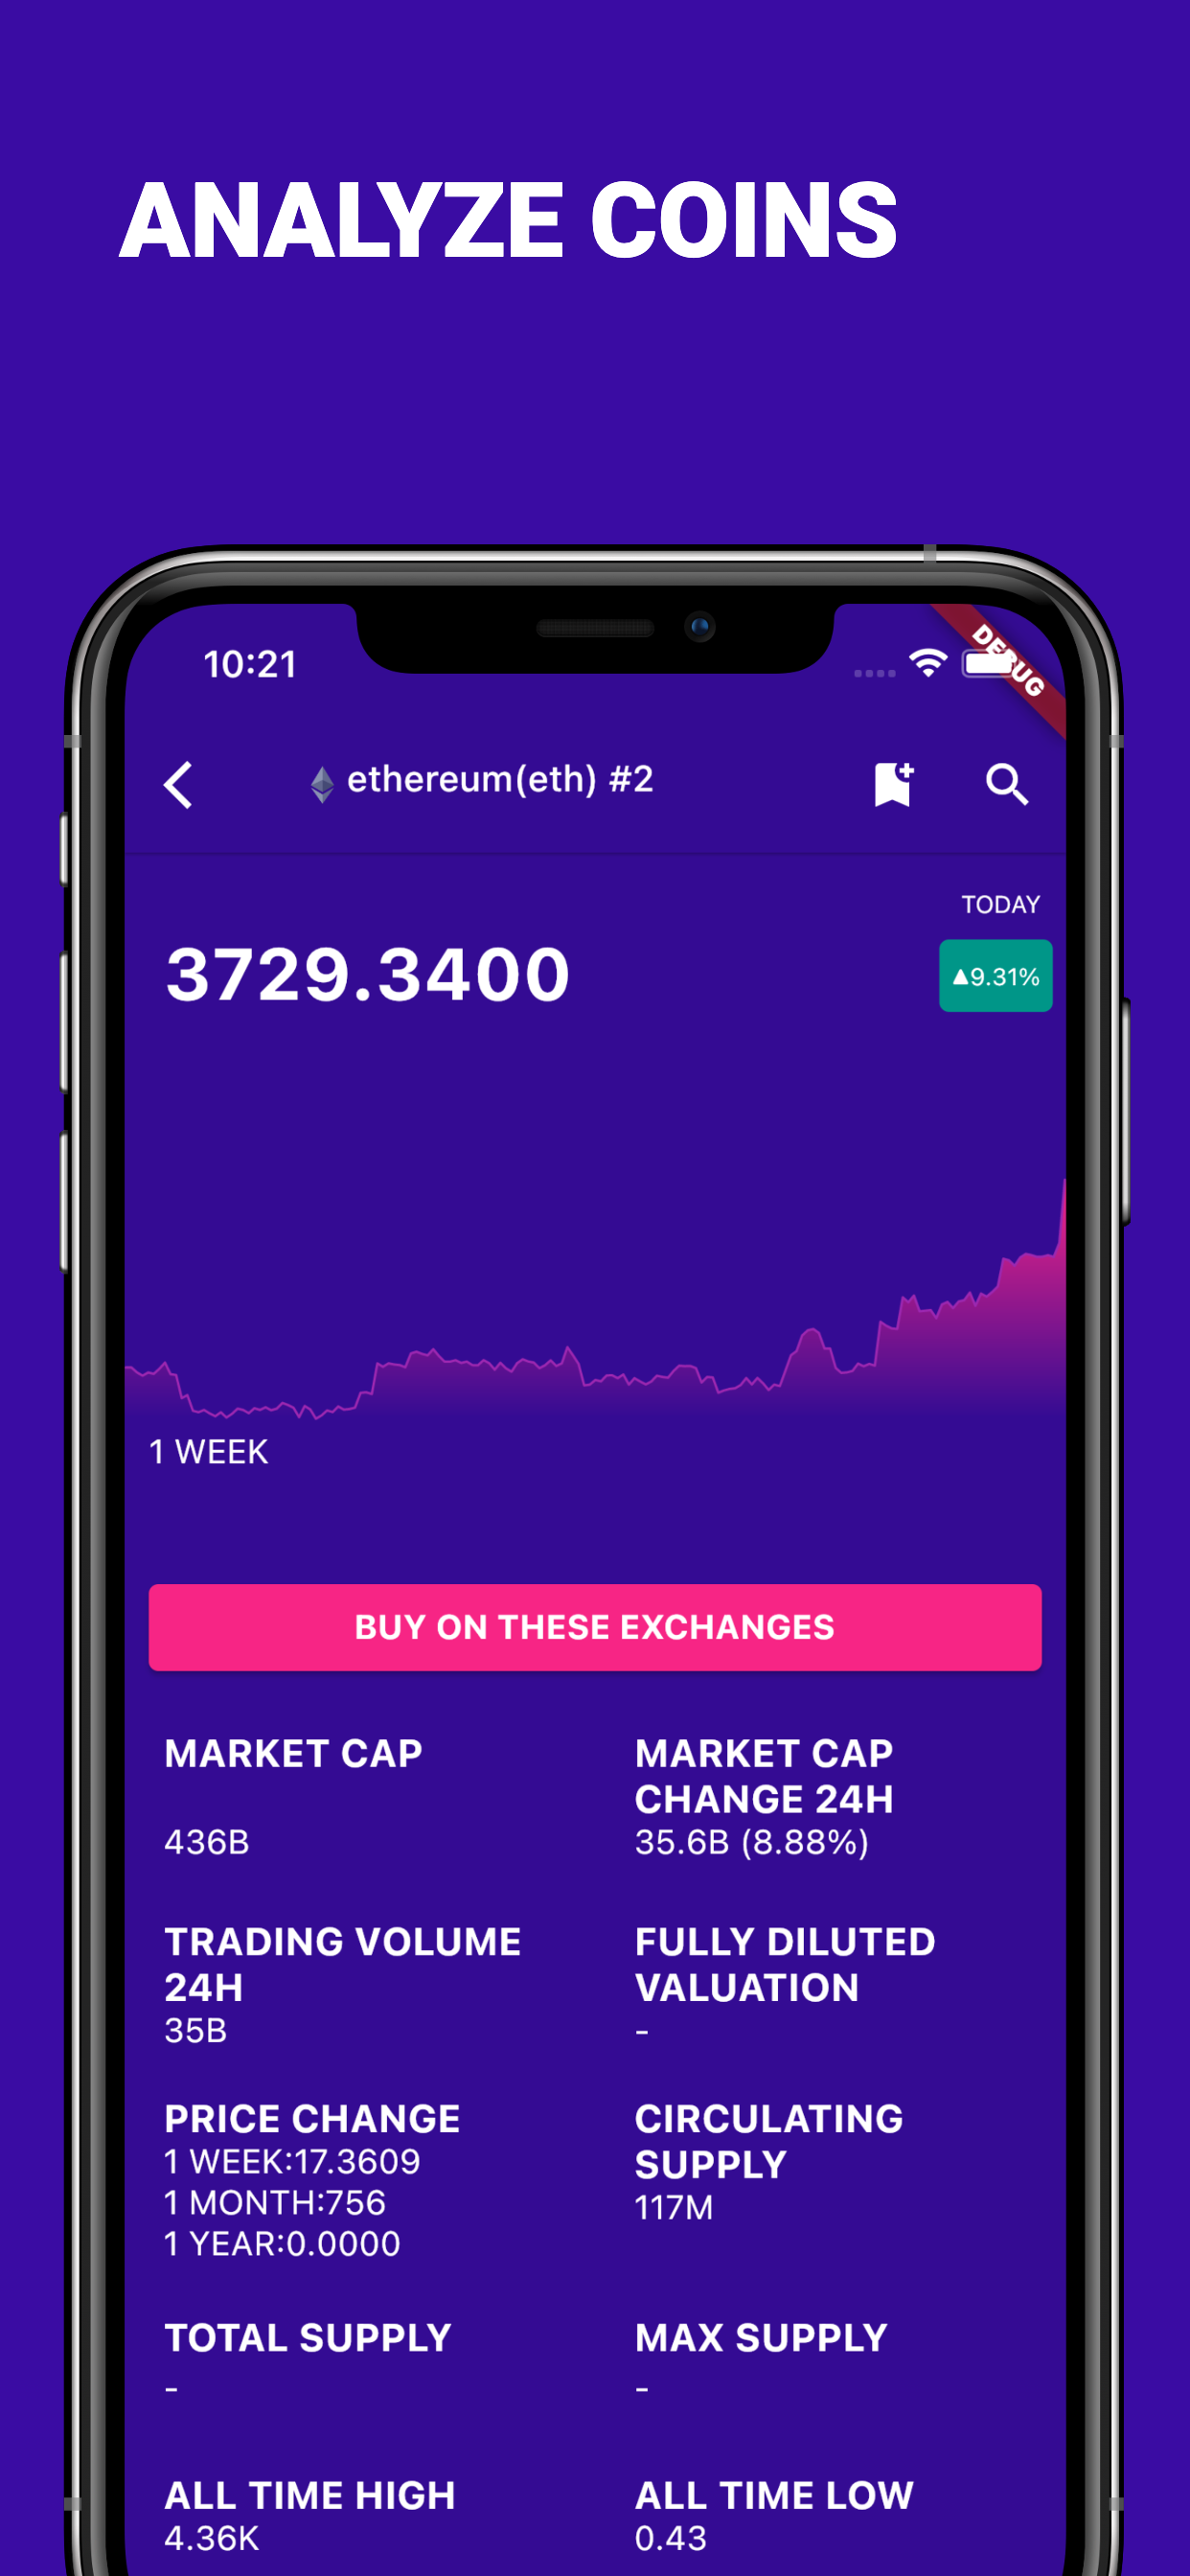 ANALYZE COINS
10:21
DEBUG
ethereum(eth) #2
TODAY
3729.3400
▲9.31%
1 WEEK
BUY ON THESE EXCHANGES
MARKET CAP
436B
MARKET CAP
CHANGE 24H
35.6B (8.88%)
TRADING VOLUME
24H
35B
FULLY DILUTED
VALUATION
-
PRICE CHANGE
1 WEEK:17.3609
1 MONTH:756
1 YEAR:0.0000
CIRCULATING
SUPPLY
117M
TOTAL SUPPLY
-
MAX SUPPLY
-
ALL TIME HIGH
4.36K
ALL TIME LOW
0.43